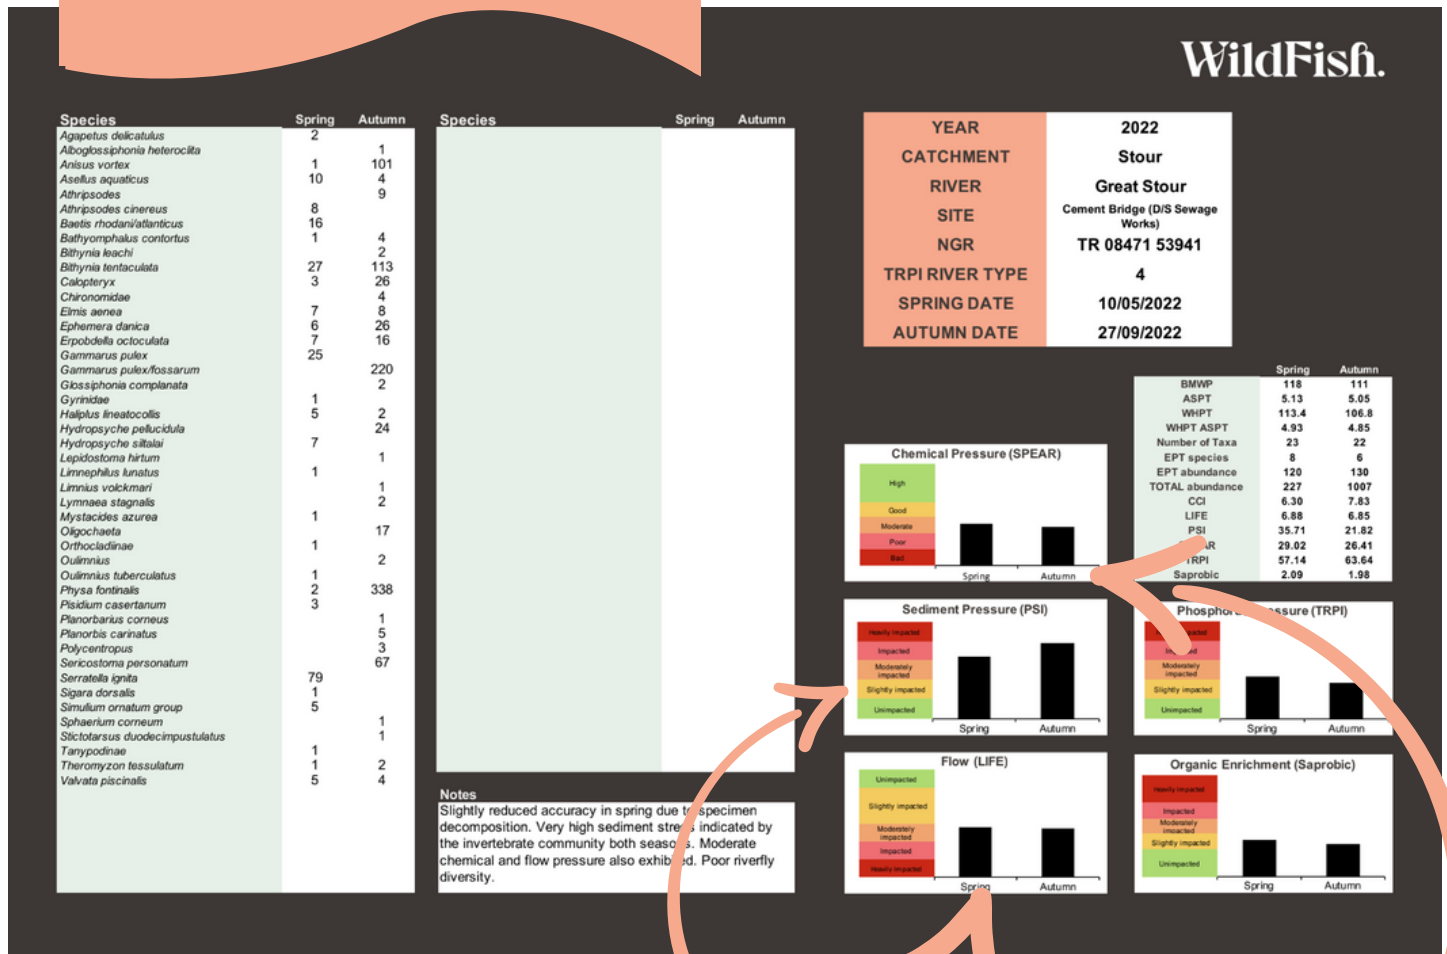 WildFish.
Species Spring Autumn
Agapetus delicatulus 2
Alboglossiphonia heteroclita 1
Anisus vortex 1 101
Asellus aquaticus 10 4
Athripsodes 9
Athripsodes cinereus 8
Baetis rhodani/atlanticus 16
Bathyomphalus contortus 1 4
Bithynia leachi 2
Bithynia tentaculata 27 113
Calopteryx 3 26
Chironomidae 4
Elmis aenea 7 8
Ephemera danica 6 26
Erpobdella octoculata 7 16
Gammarus pulex 25
Gammarus pulex/fossarum 220
Glossiphonia complanata 2
Gyrinidae 1
Haliplus lineatocollis 5 2
Hydropsyche pellucidula 24
Hydropsyche siltalai 7
Lepidostoma hirtum 1
Limnephilus lunatus 1
Limnius volckmari 1
Lymnaea stagnalis 2
Mystacides azurea 1
Oligochaeta 17
Orthocladiinae 1
Oulimnius 2
Oulimnius tuberculatus 1
Physa fontinalis 2 338
Pisidium casertanum 3
Planorbarius corneus 1
Planorbis carinatus 5
Polycentropus 3
Sericostoma personatum 67
Serratella ignita 79
Sigara dorsalis 1
Simulium ornatum group 5
Sphaerium corneum 1
Stictotarsus duodecimpustulatus 1
Tanypodinae 1
Theromyzon tessulatum 1 2
Valvata piscinalis 5 4
Species Spring Autumn
Notes
Slightly reduced accuracy in spring due to specimen
decomposition. Very high sediment stress indicated by
the invertebrate community both seasons. Moderate
chemical and flow pressure also exhibited. Poor riverfly
diversity.
YEAR 2022
CATCHMENT Stour
RIVER Great Stour
SITE Cement Bridge (D/S Sewage
Works)
NGR TR 08471 53941
TRPI RIVER TYPE 4
SPRING DATE 10/05/2022
AUTUMN DATE 27/09/2022
Spring Autumn
BMWP 118 111
ASPT 5.13 5.05
WHPT 113.4 106.8
WHPT ASPT 4.93 4.85
Number of Taxa 23 22
EPT species 8 6
EPT abundance 120 130
TOTAL abundance 227 1007
CCI 6.30 7.83
LIFE 6.88 6.85
PSI 35.71 21.82
AR 29.02 26.41
TRPI 57.14 63.64
Saprobic 2.09 1.98
Chemical Pressure (SPEAR)
High
Good
Moderate
Poor
Bad
Spring Autumn
Sediment Pressure (PSI)
Heavily Impacted
Impacted
Moderately
impacted
Slightly impacted
Unimpacted
Spring Autumn
Phosphor ssure (TRPI)
Impacted
Moderately
impacted
Slightly impacted
Unimpacted
Spring Autumn
Flow (LIFE)
Unimpacted
Slightly impacted
Moderately
impacted
Impacted
Heavily Impacted
Spring Autumn
Organic Enrichment (Saprobic)
Heavily Impacted
Impacted
Moderately
impacted
Slightly impacted
Unimpacted
Spring Autumn